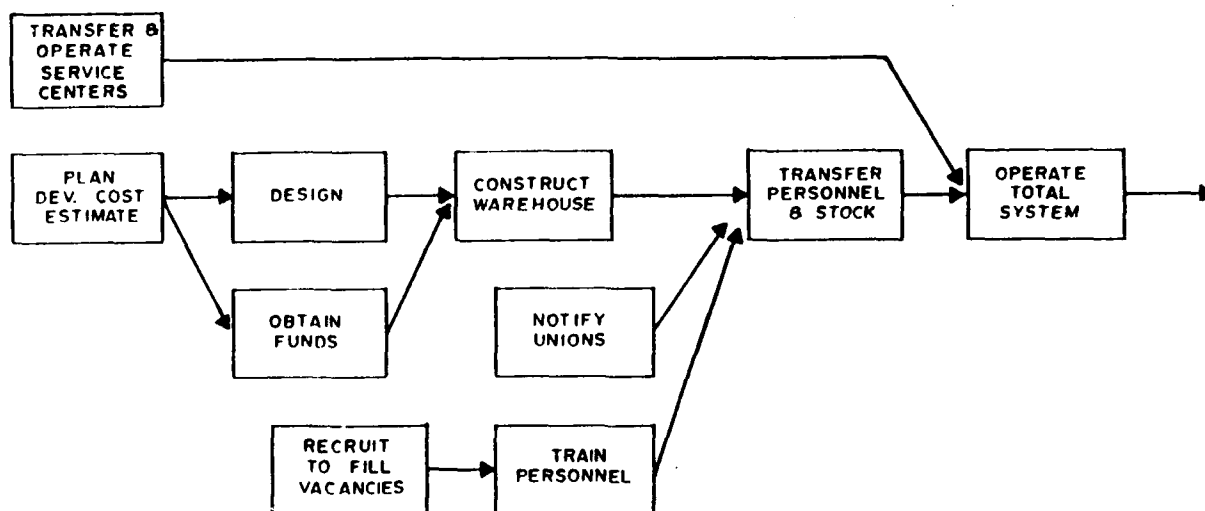 TRANSFER &
OPERATE
SERVICE
CENTERS
PLAN
DEV. COST
ESTIMATE
DESIGN
CONSTRUCT
WAREHOUSE
TRANSFER
PERSONNEL
& STOCK
OPERATE
TOTAL
SYSTEM
OBTAIN
FUNDS
NOTIFY
UNIONS
RECRUIT
TO FILL
VACANCIES
TRAIN
PERSONNEL